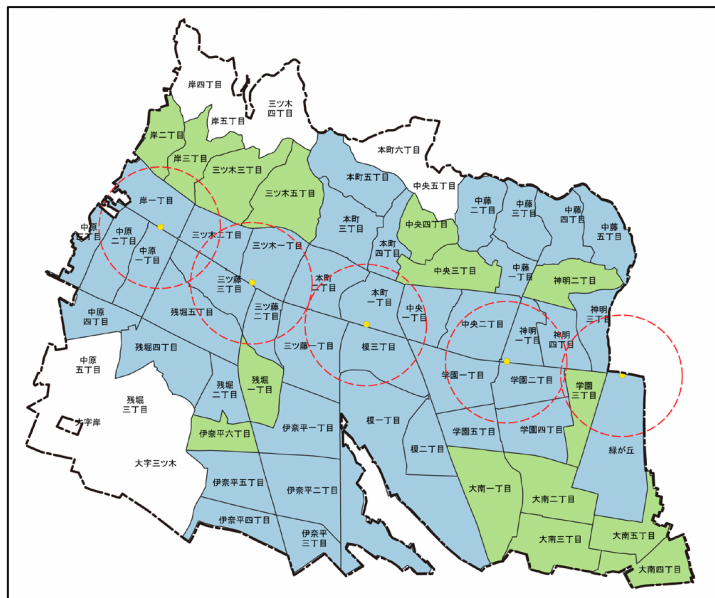 岸四丁目
三ツ木
四丁目
岸五丁目
岸二丁目
本町六丁目
岸三丁目
三ツ木三丁目
本町五丁目
中央五丁目
三ツ木五丁目
岸一丁目
中藤
二丁目
中藤
三丁目
中藤
四丁目
中藤
五丁目
本町
三丁目
中央四丁目
中原
二丁目
中原
一丁目
三ツ木二丁目
三ツ木一丁目
本町
四丁目
中央三丁目
中藤
一丁目
神明二丁目
三ツ藤
三丁目
本町
二丁目
本町
一丁目
中原
四丁目
残堀五丁目
三ツ藤
二丁目
中央
一丁目
中央二丁目
神明
一丁目
神明
四丁目
神明
三丁目
中原
五丁目
残堀四丁目
三ツ藤一丁目
榎三丁目
学園一丁目
学園二丁目
学園
三丁目
残堀
三丁目
残堀
二丁目
残堀
一丁目
大字岸
伊奈平六丁目
伊奈平一丁目
榎一丁目
学園五丁目
学園四丁目
榎二丁目
緑が丘
大字三ツ木
伊奈平五丁目
伊奈平二丁目
大南一丁目
大南二丁目
伊奈平四丁目
伊奈平
三丁目
大南三丁目
大南五丁目
大南四丁目